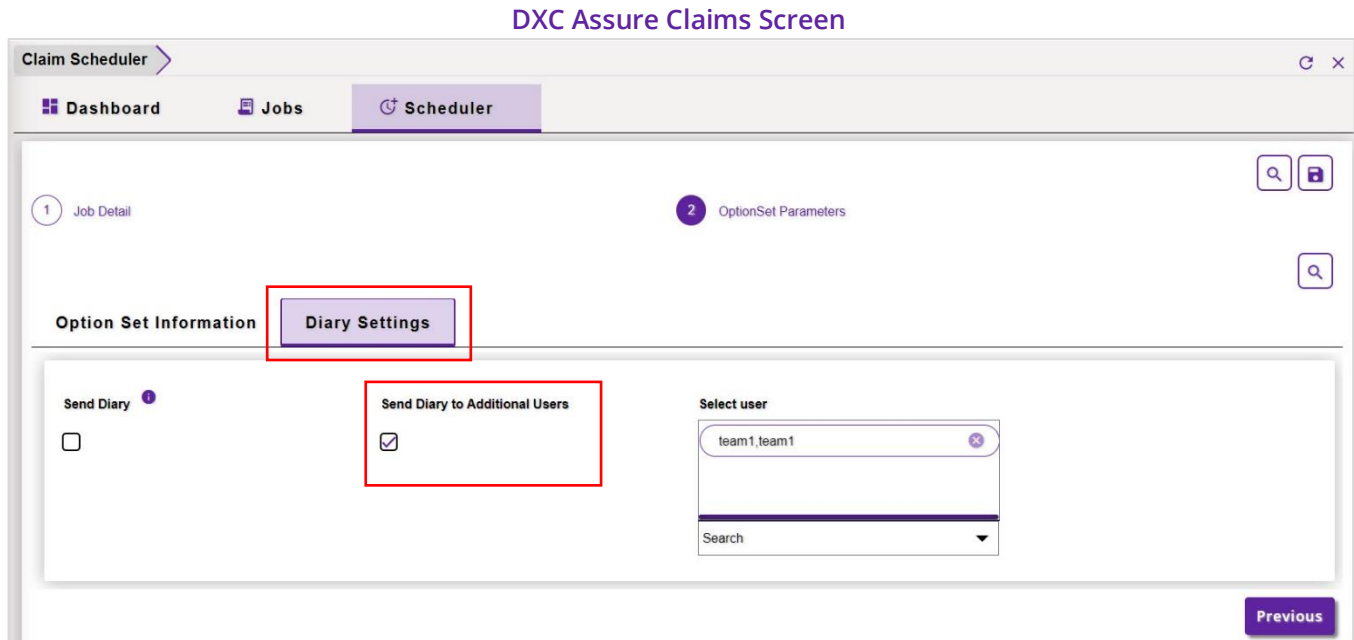 DXC Assure Claims Screen
Claim Scheduler
Dashboard Jobs Scheduler
1 Job Detail 2 OptionSet Parameters
Option Set Information Diary Settings
Send Diary Send Diary to Additional Users Select user
team1,team1
Search
Previous